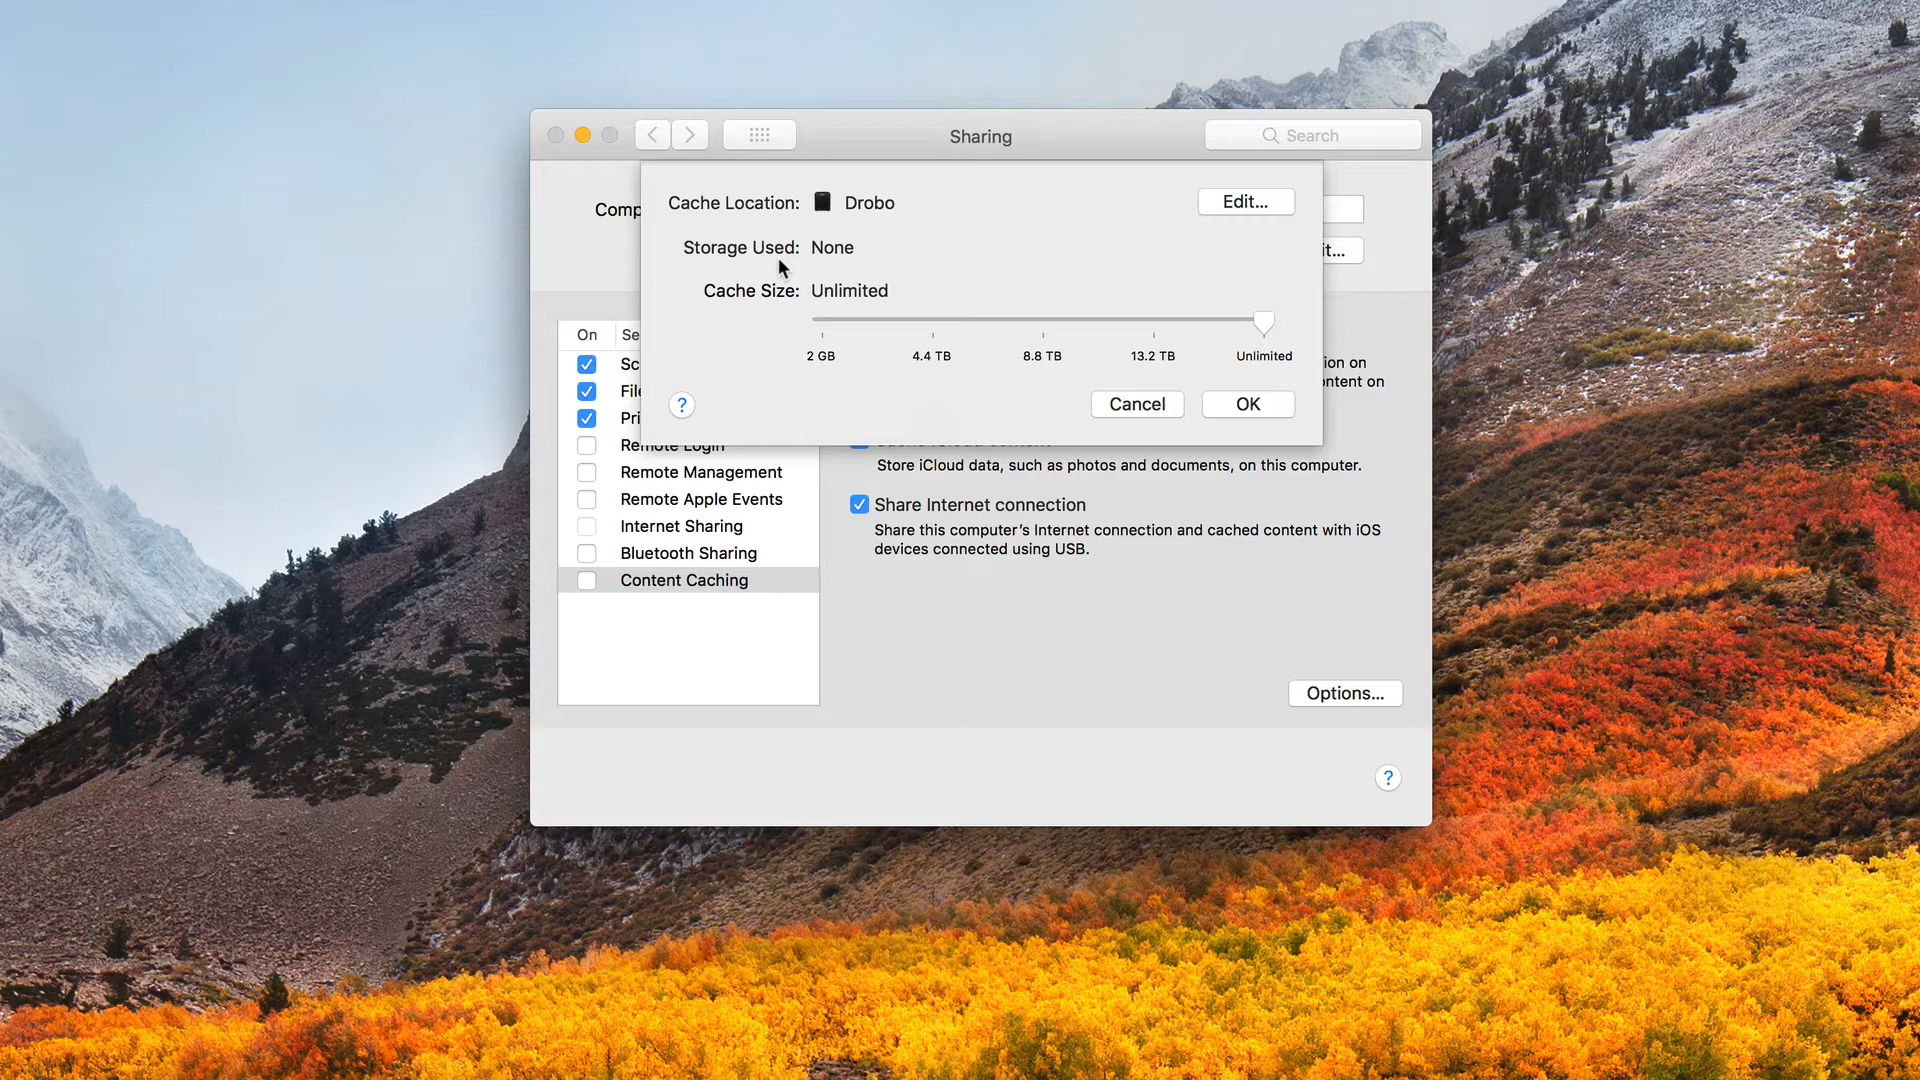 Sharing
Search
Comp
Cache Location: Drobo
Edit...
Storage Used: None
it...
Cache Size: Unlimited
2 GB 4.4 TB 8.8 TB 13.2 TB Unlimited
On Se
Sc
ion on
File
ntent on
Pri
? Cancel OK
Remote Login
Remote Management
Store iCloud data, such as photos and documents, on this computer.
Remote Apple Events
Share Internet connection
Internet Sharing
Share this computer's Internet connection and cached content with iOS
devices connected using USB.
Bluetooth Sharing
Content Caching
Options...
?